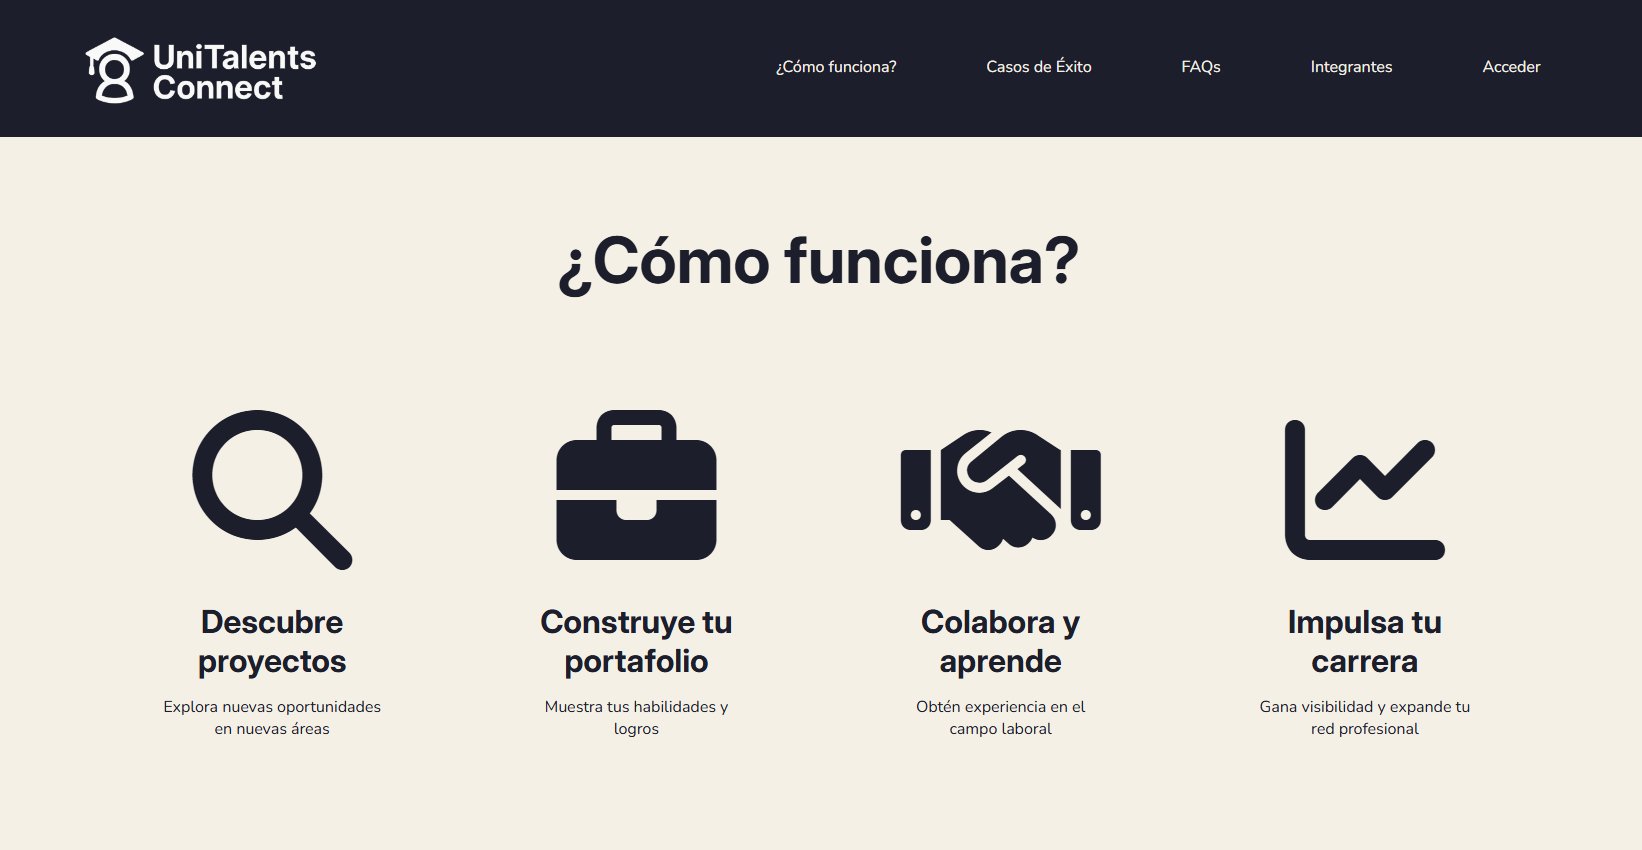 UniTalents
Connect
¿Cómo funciona?
Casos de Éxito
FAQs
Integrantes
Acceder
¿Cómo funciona?
Descubre
proyectos
Explora nuevas oportunidades
en nuevas áreas
Construye tu
portafolio
Muestra tus habilidades y
logros
Colabora y
aprende
Obtén experiencia en el
campo laboral
Impulsa tu
carrera
Gana visibilidad y expande tu
red profesional